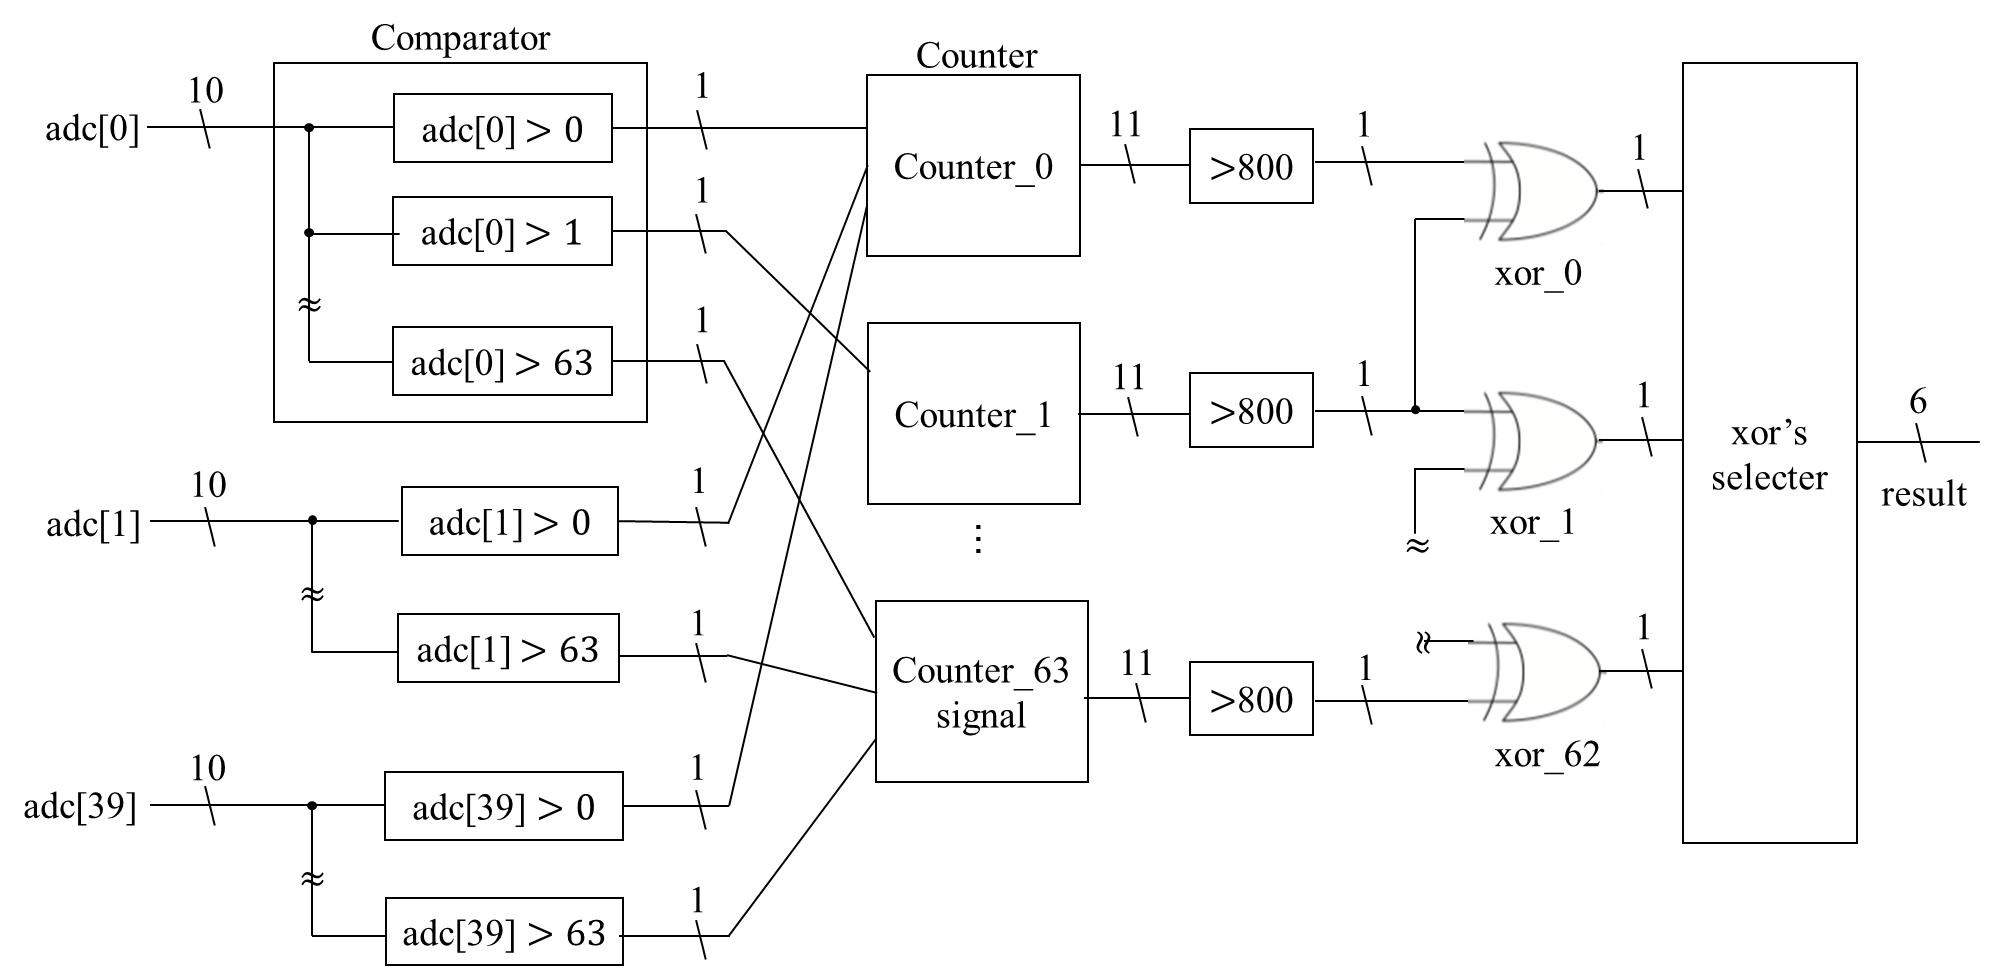 Comparator
Counter
10
adc[0]
adc[0] > 0
1
Counter_0
11
>800
1
1
xor_0
adc[0] > 1
1
adc[0] > 63
1
Counter_1
11
>800
1
1
xor_1
xor's
selecter
6
result
10
adc[1]
adc[1] > 0
1
⋮
adc[1] > 63
1
Counter_63
signal
11
>800
1
1
xor_62
10
adc[39]
adc[39] > 0
1
adc[39] > 63
1